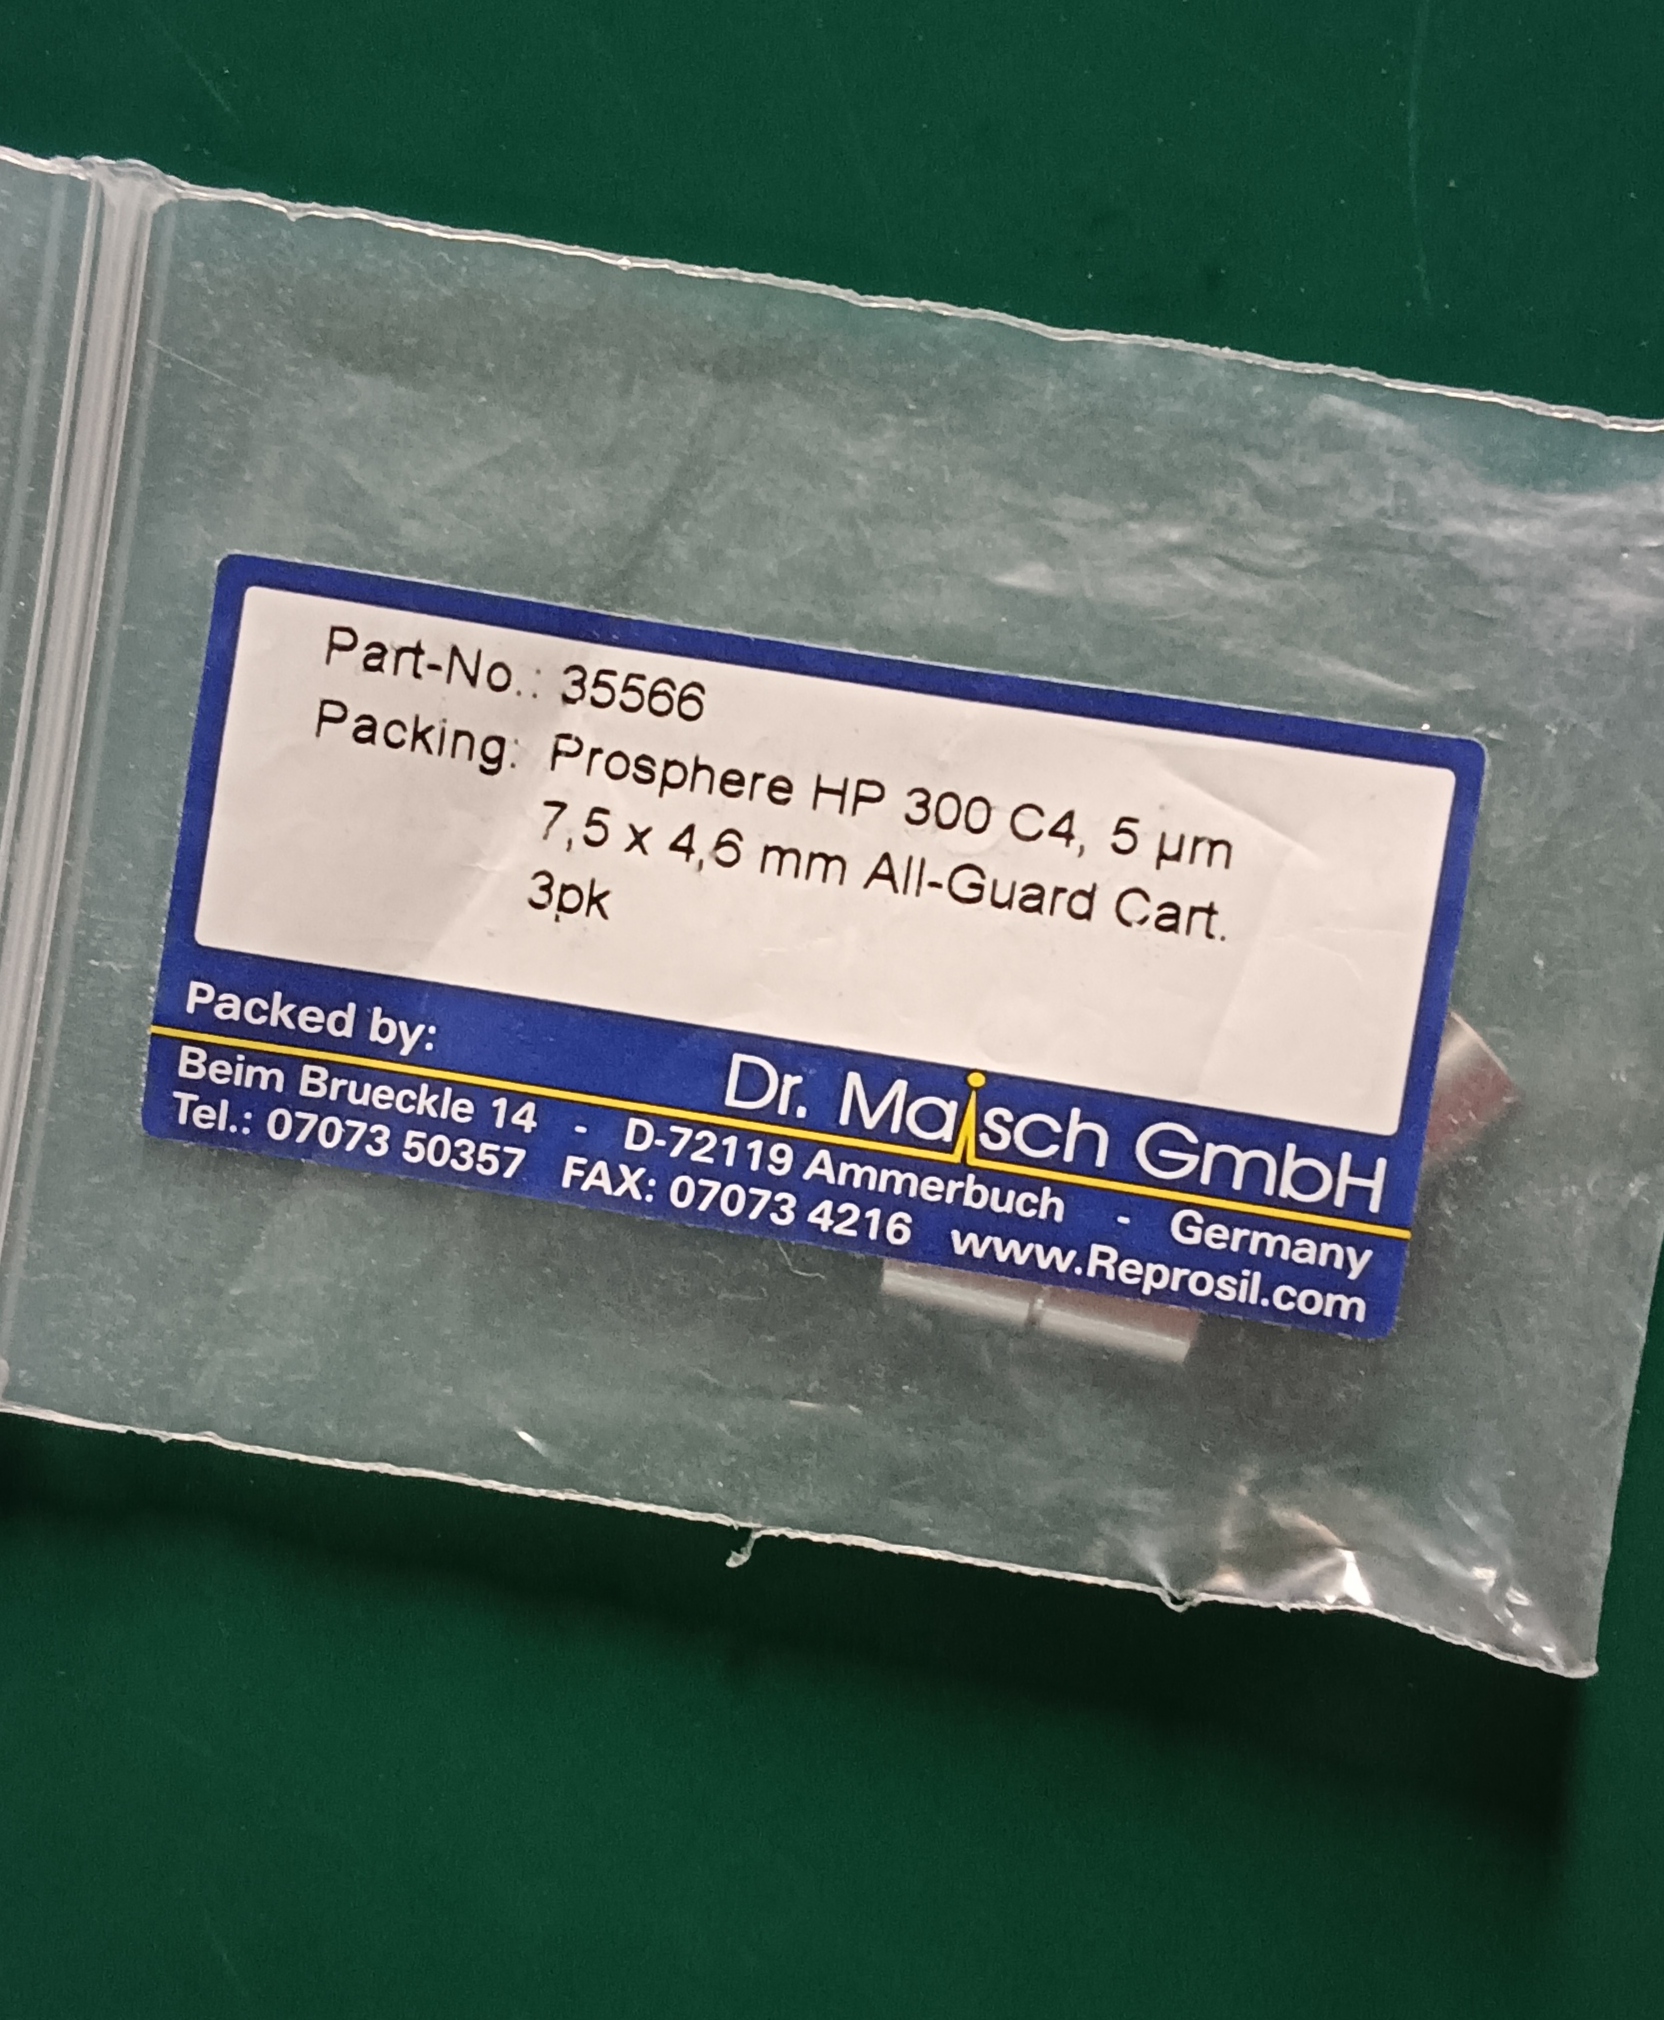 Part-No.: 35566
Packing: Prosphere HP 300 C4, 5 µm
7,5 x 4,6 mm All-Guard Cart.
3pk
Packed by:
Dr. Maisch GmbH
Beim Brueckle 14 - D-72119 Ammerbuch - Germany
Tel.: 07073 50357 FAX: 07073 4216 www.Reprosil.com